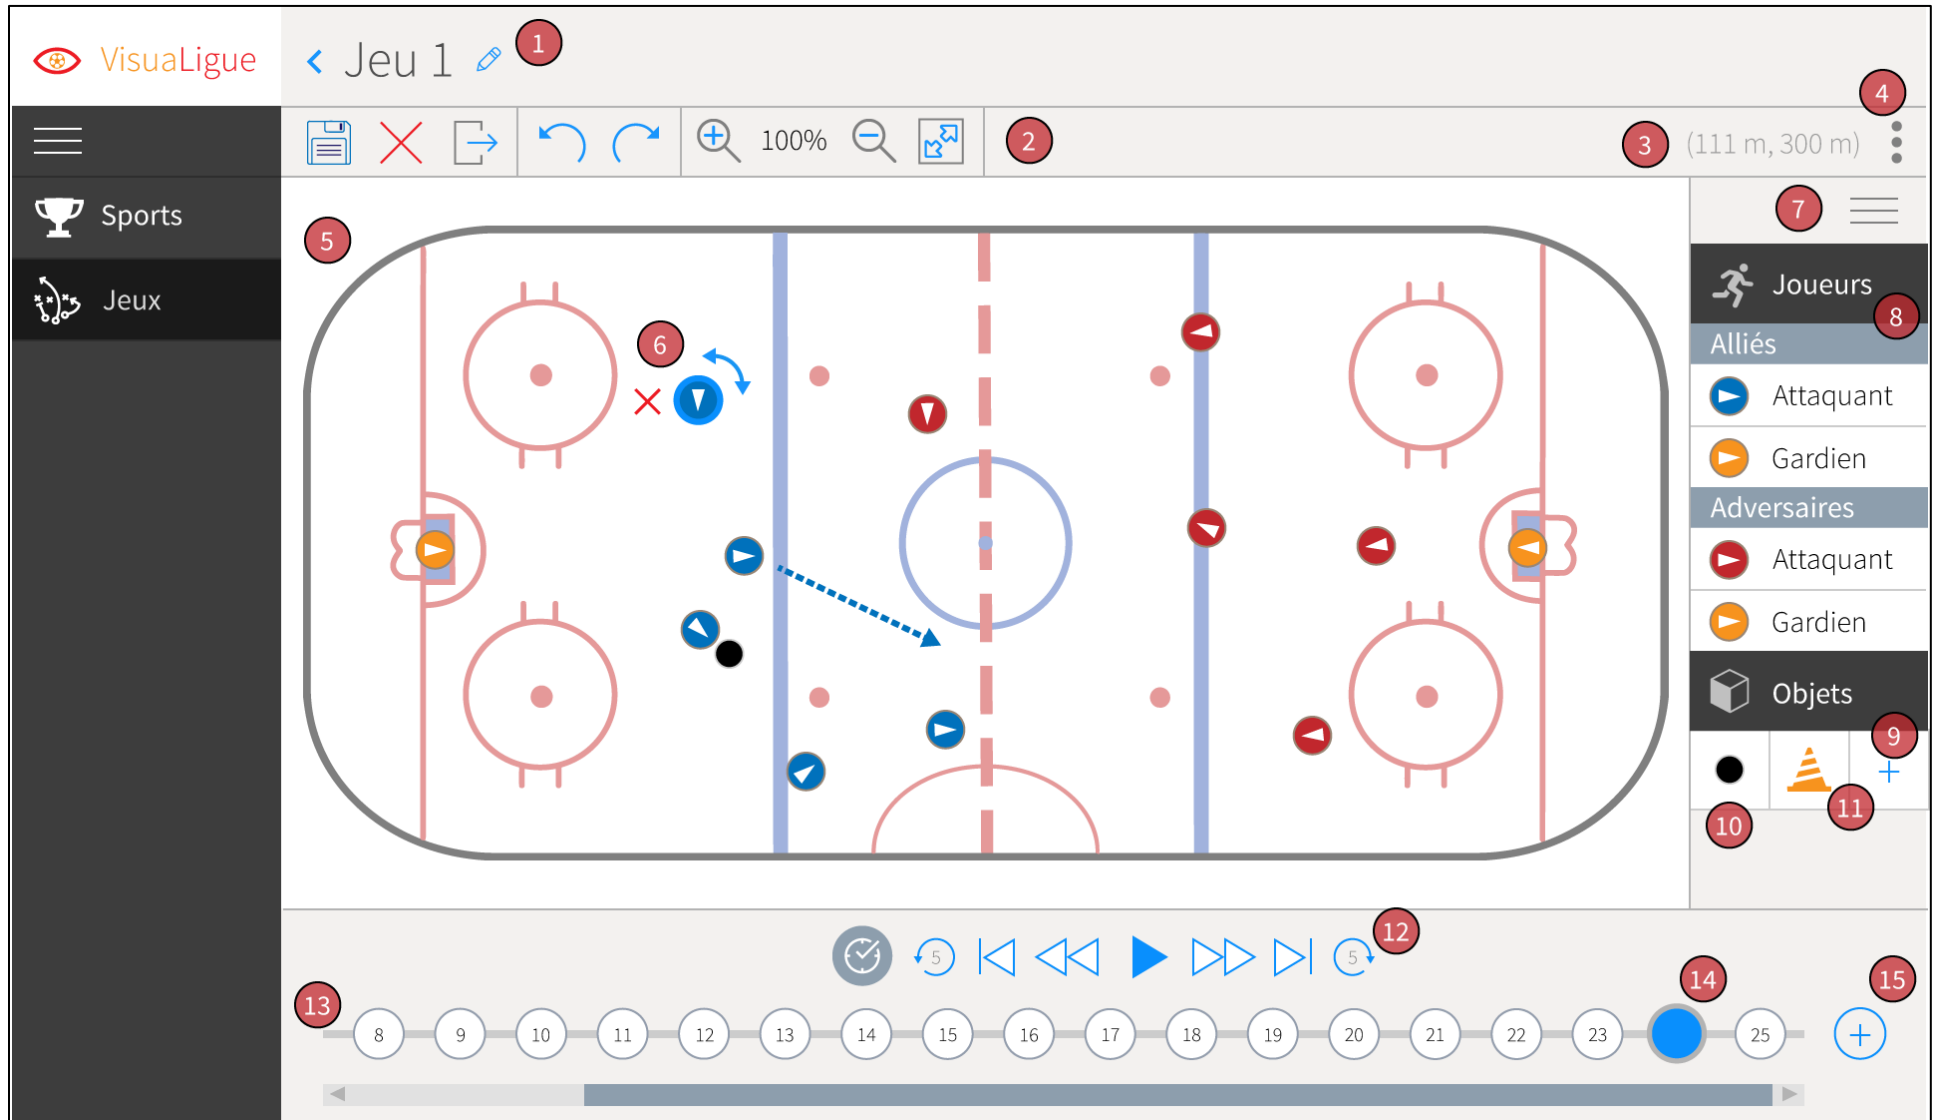 VisuaLigue
Jeu 1
1
4
100%
2
3
(111 m, 300 m)
Sports
5
7
Jeux
Joueurs
8
6
Alliés
Attaquant
Gardien
Adversaires
Attaquant
Gardien
Objets
9
11
10
5
5
12
13
14
15
8
9
10
11
12
13
14
15
16
17
18
19
20
21
22
23
25